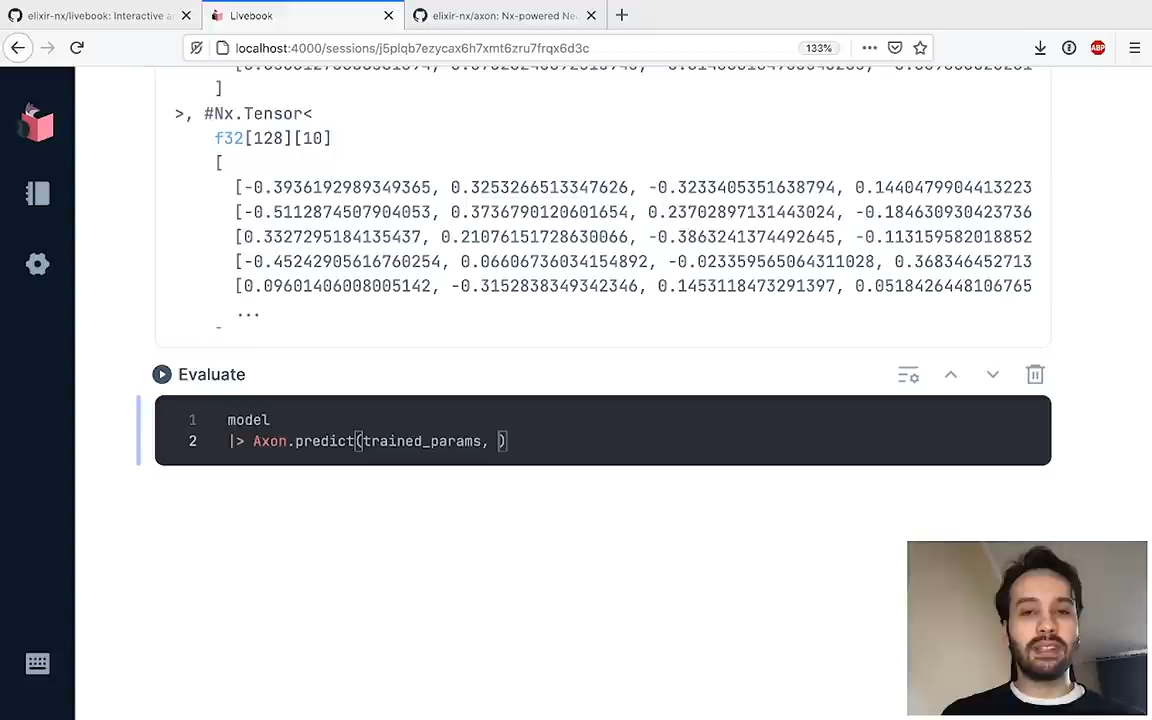 elixir-nx/livebook: Interactive a
Livebook
elixir-nx/axon: Nx-powered Ne
localhost:4000/sessions/j5plqb7ezycax6h7xmt6zru7frqx6d3c
133%
ABP
]
>, #Nx.Tensor<
f32[128][10]
[
[-0.3936192989349365, 0.3253266513347626, -0.3233405351638794, 0.1440479904413223
[-0.5112874507904053, 0.3736790120601654, 0.23702897131443024, -0.184630930423736
[0.3327295184135437, 0.21076151728630066, -0.3863241374492645, -0.113159582018852
[-0.45242905616760254, 0.06606736034154892, -0.023359565064311028, 0.368346452713
[0.09601406008005142, -0.3152838349342346, 0.1453118473291397, 0.0518426448106765
...
Evaluate
1 model
2 |> Axon.predict(trained_params, )